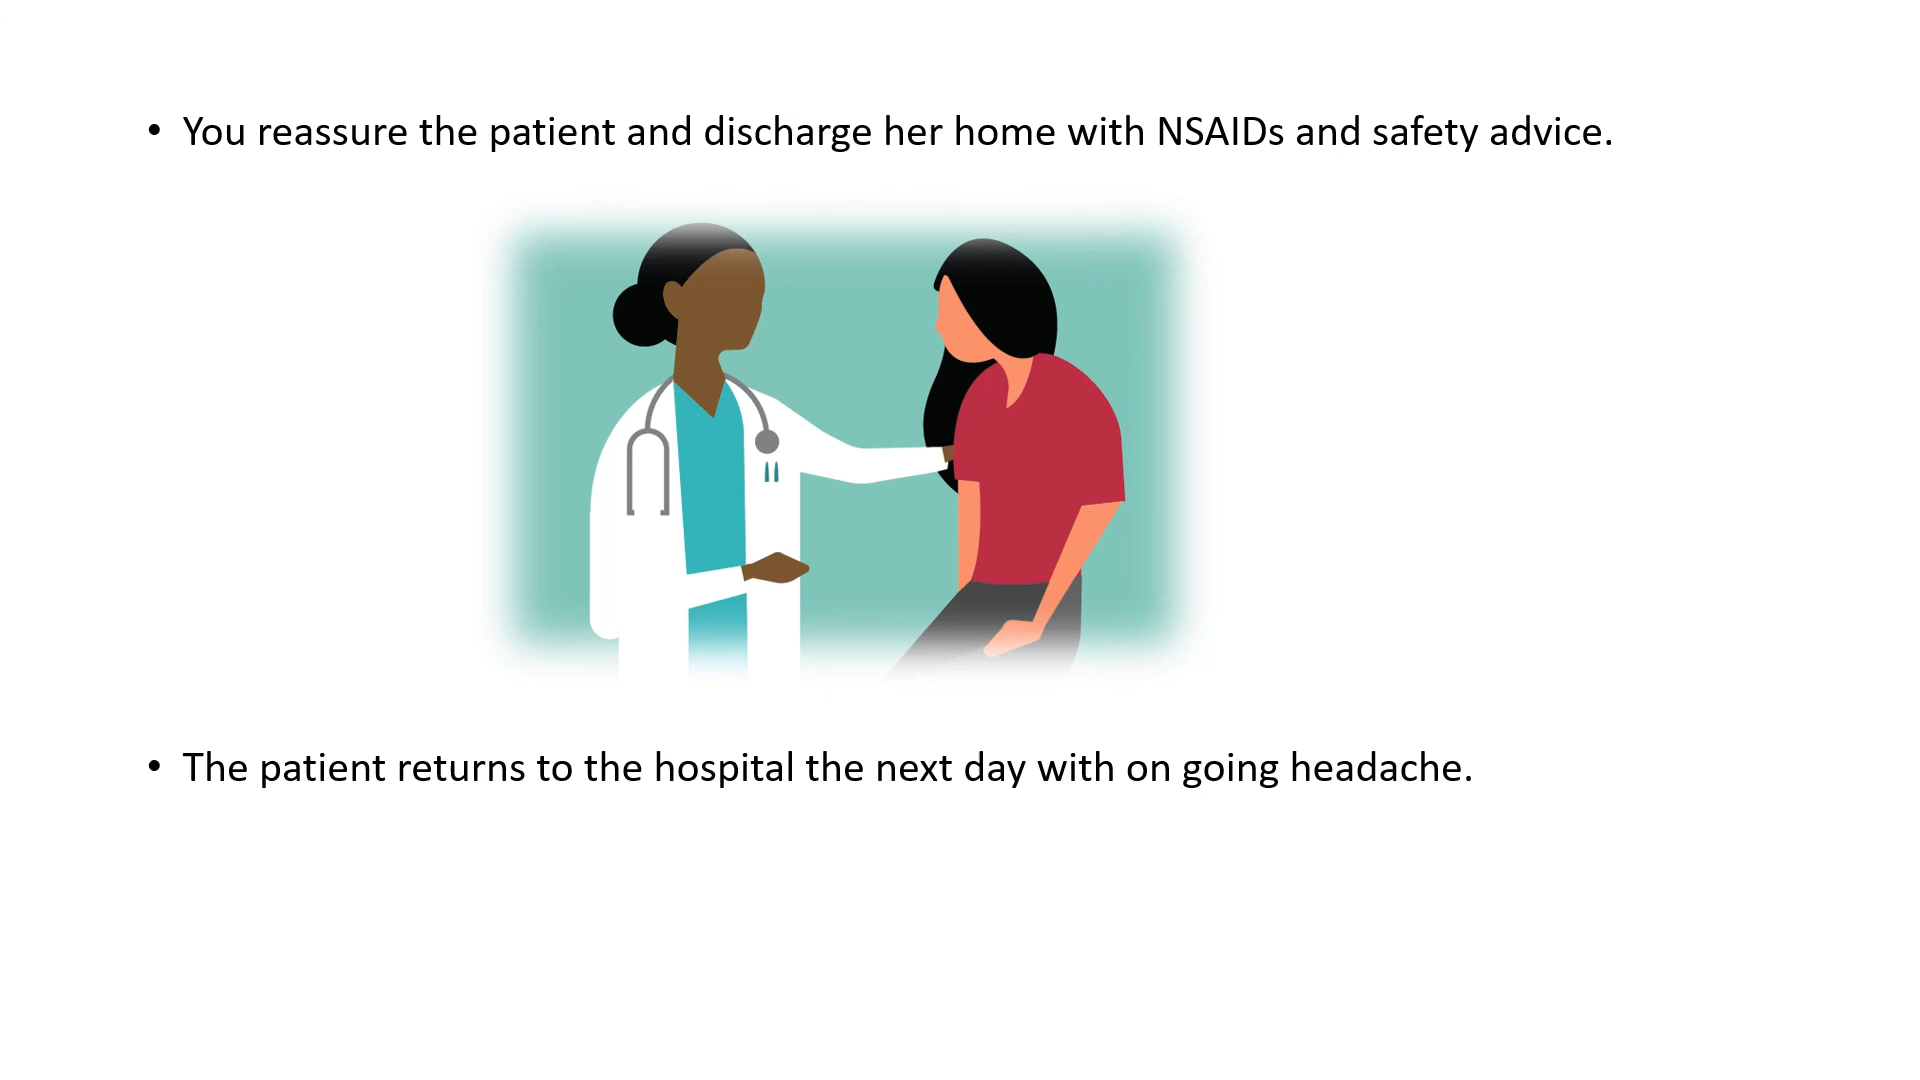 • You reassure the patient and discharge her home with NSAIDs and safety advice.
• The patient returns to the hospital the next day with on going headache.